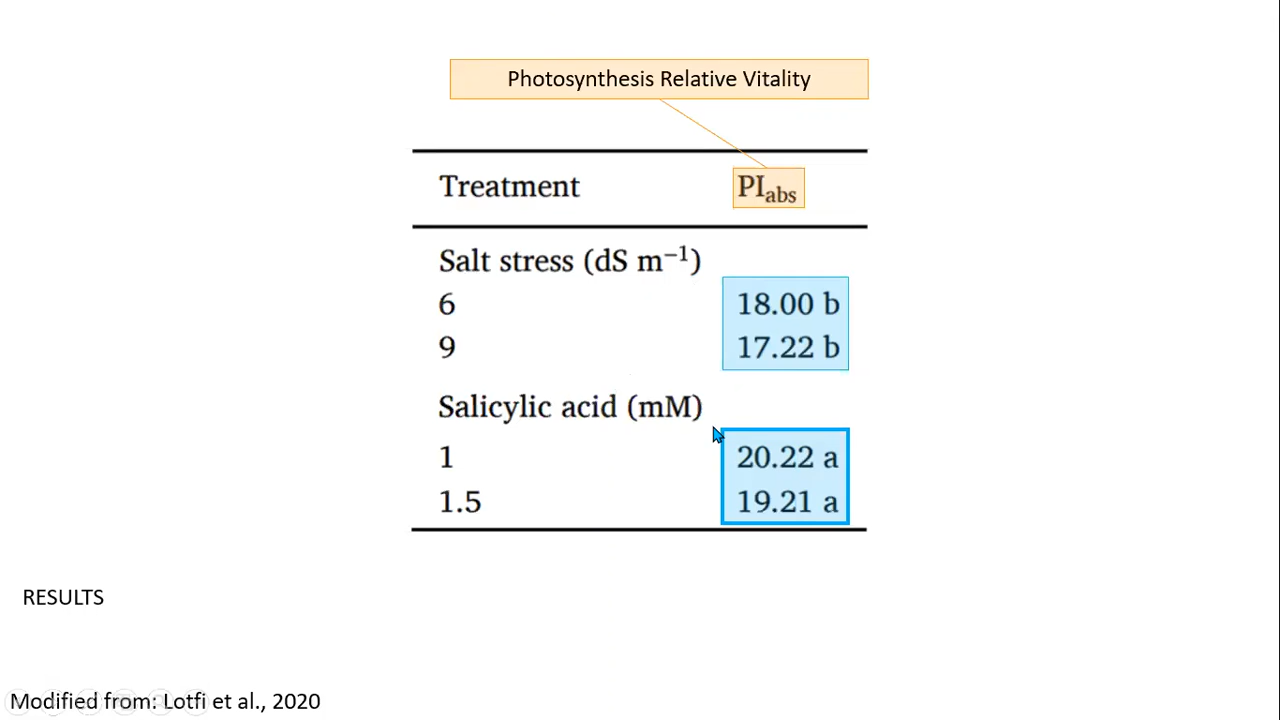 Photosynthesis Relative Vitality
Treatment PIabs
Salt stress (dS m⁻¹)
6 18.00 b
9 17.22 b
Salicylic acid (mM)
1 20.22 a
1.5 19.21 a
RESULTS
Modified from: Lotfi et al., 2020